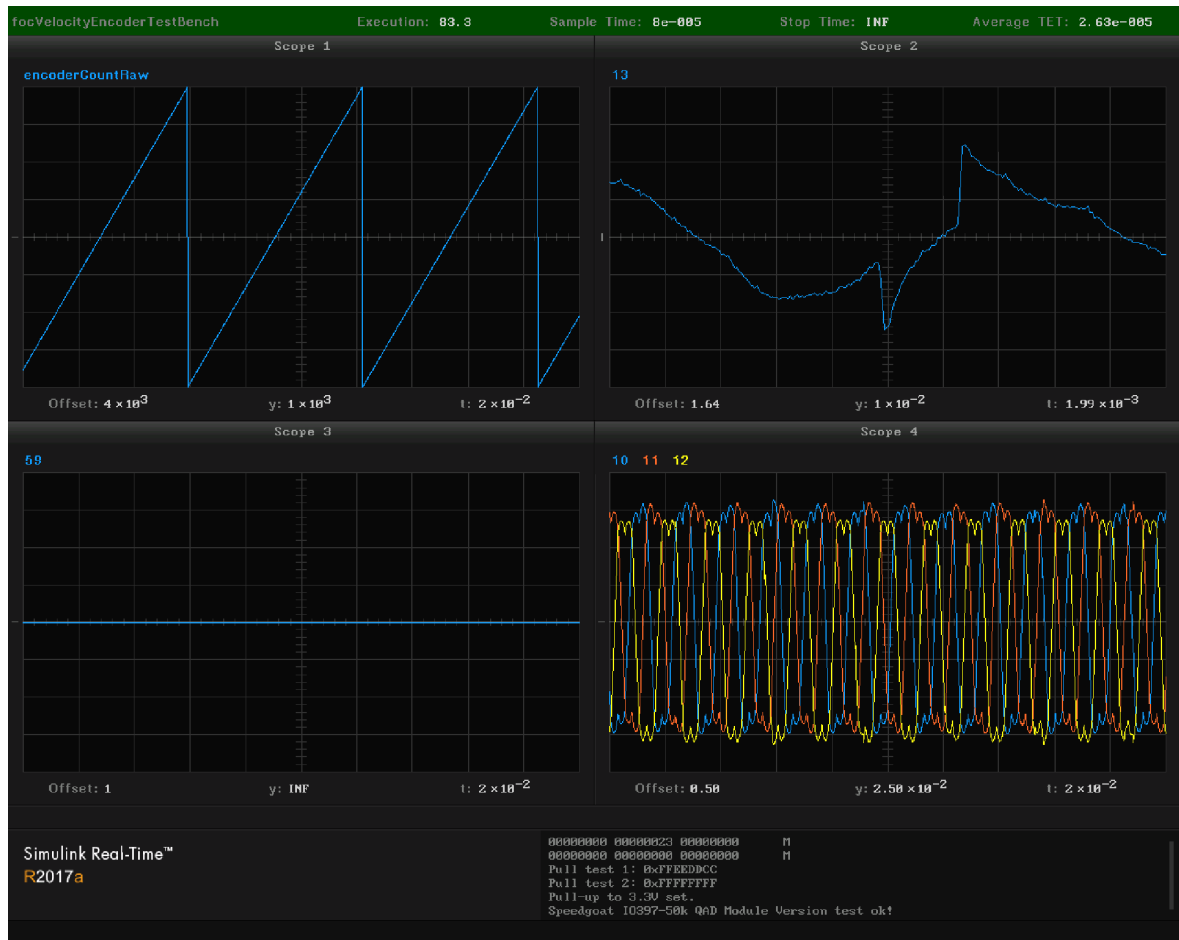 focVelocityEncoderTestBench Execution: 83.3 Sample Time: 8e-005 Stop Time: INF Average TET: 2.63e-005
Scope 1
encoderCountRaw
Offset: 4×10³ y: 1×10³ t: 2×10⁻²
Scope 2
13
1
Offset: 1.64 y: 1×10⁻² t: 1.99×10⁻³
Scope 3
59
Offset: 1 y: INF t: 2×10⁻²
Scope 4
10 11 12
Offset: 0.50 y: 2.50×10⁻² t: 2×10⁻²
Simulink Real-Time™
R2017a
00000000 00000023 00000000 M
00000000 00000000 00000000 M
Pull test 1: 0xFFEEDDCC
Pull test 2: 0xFFFFFFFF
Pull-up to 3.3V set.
Speedgoat IO397-50k QAD Module Version test ok!